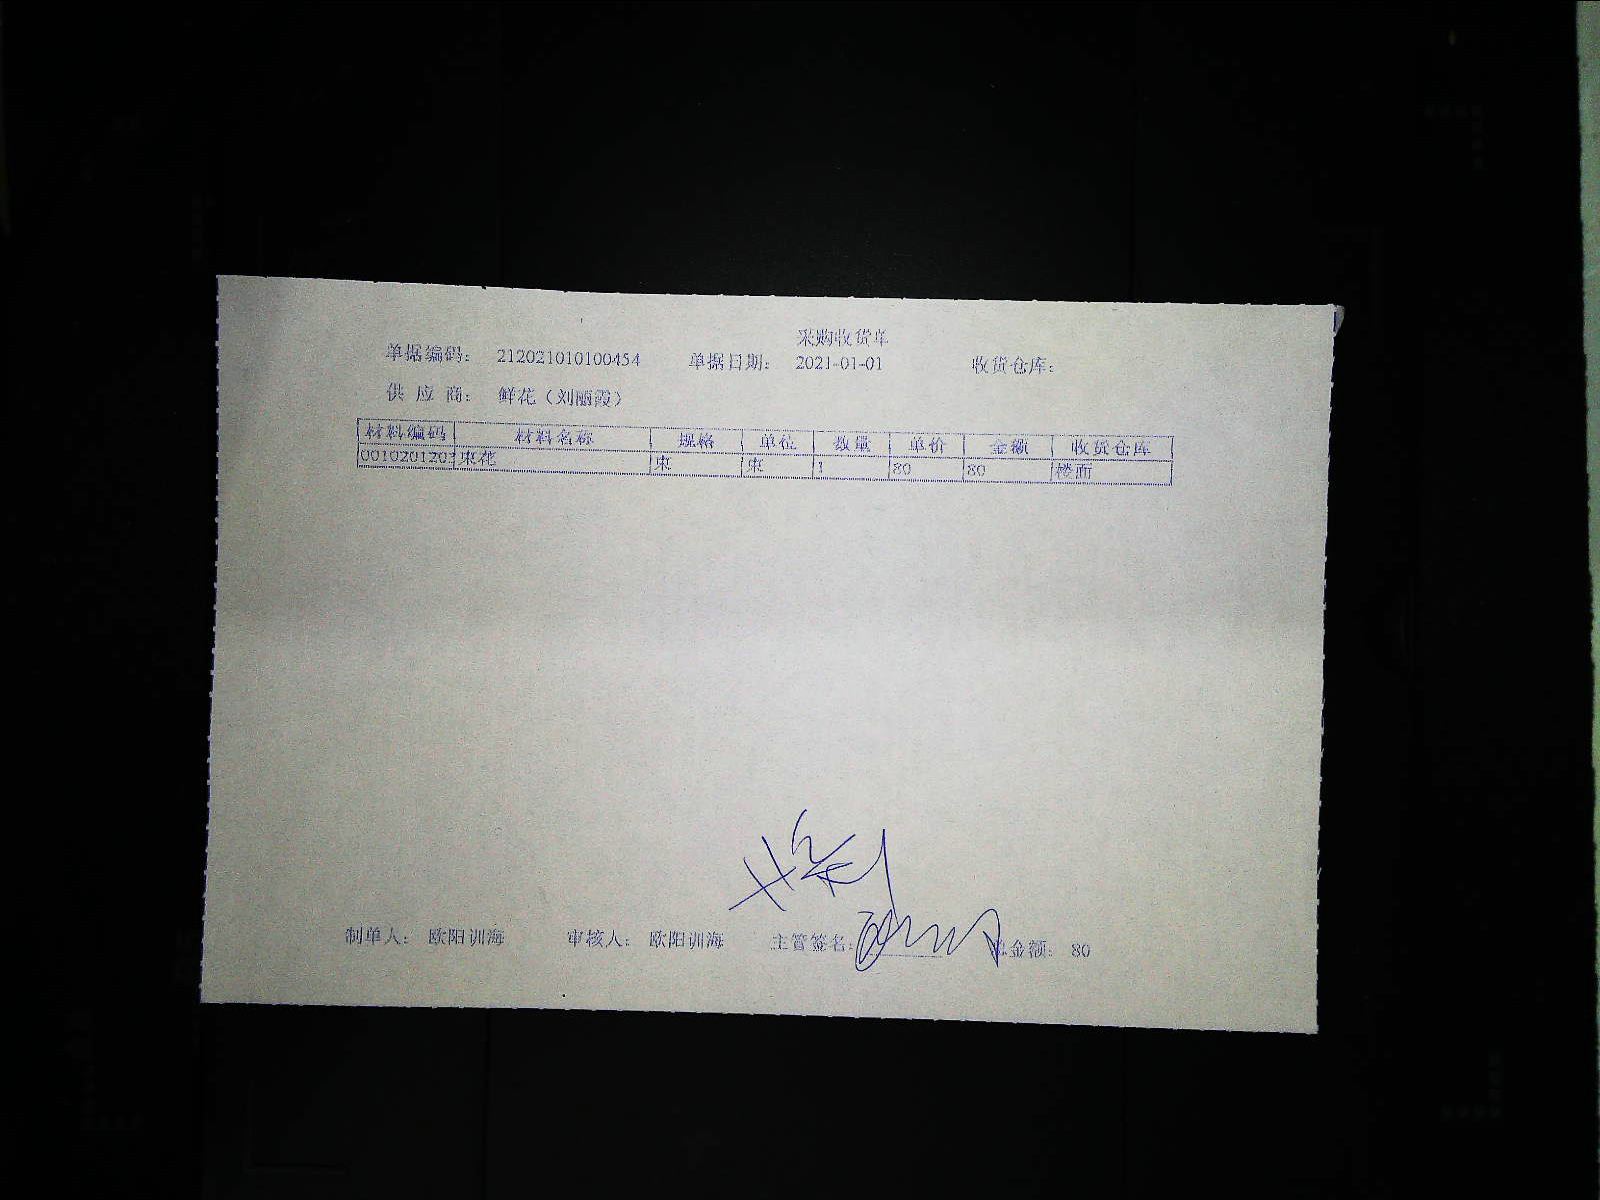 采购收货单
单据编码： 212021010100454 单据日期： 2021-01-01 收货仓库：
供 应 商： 鲜花（刘丽霞）
材料编码 材料名称 规格 单位 数量 单价 金额 收货仓库
0010201203 束花 束 束 1 80 80 楼面
制单人： 欧阳训海 审核人： 欧阳训海 主管签名： 总金额： 80